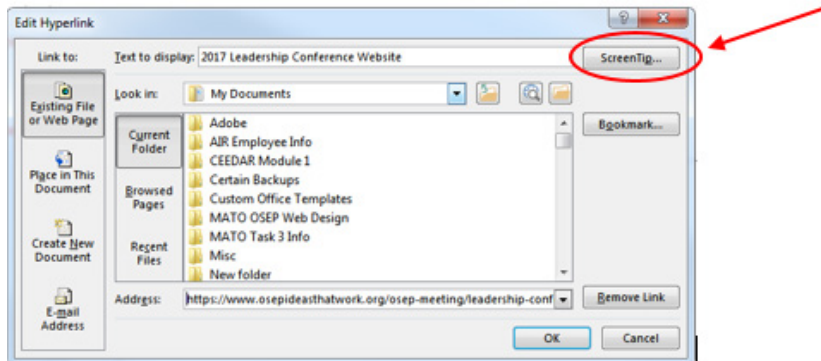 Edit Hyperlink
Link to:
Text to display: 2017 Leadership Conference Website
ScreenTip...
Existing File
or Web Page
Place in This
Document
Create New
Document
E-mail
Address
Look in:
My Documents
Current
Folder
Browsed
Pages
Recent
Files
Adobe
AIR Employee Info
CEEDAR Module 1
Certain Backups
Custom Office Templates
MATO OSEP Web Design
MATO Task 3 Info
Misc
New folder
Bookmark...
Address: https://www.osepideasthatwork.org/osep-meeting/leadership-conf
Remove Link
OK
Cancel